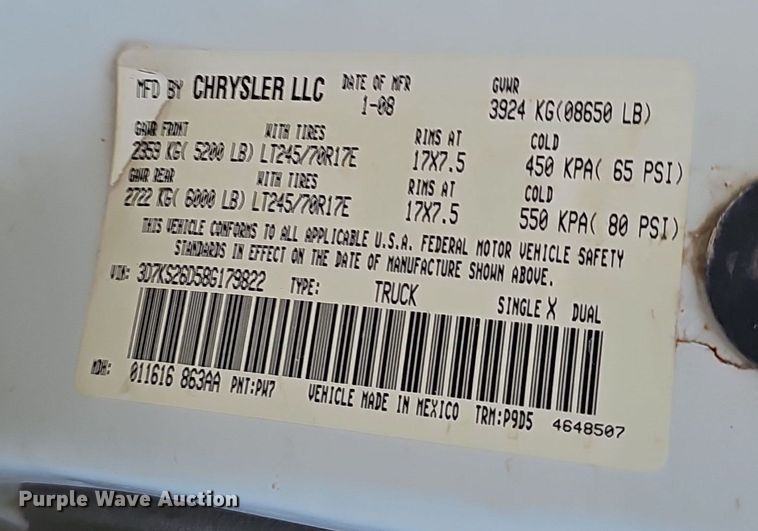 MFD BY CHRYSLER LLC DATE OF MFR GVWR
1-08 3924 KG(08650 LB)
GAWR FRONT WITH TIRES RIMS AT COLD
2359 KG( 5200 LB) LT245/70R17E 17X7.5 450 KPA( 65 PSI)
GAWR REAR WITH TIRES RIMS AT COLD
2722 KG( 6000 LB) LT245/70R17E 17X7.5 550 KPA( 80 PSI)
THIS VEHICLE CONFORMS TO ALL APPLICABLE U.S.A. FEDERAL MOTOR VEHICLE SAFETY
STANDARDS IN EFFECT ON THE DATE OF MANUFACTURE SHOWN ABOVE.
VIN: 3D7KS26D58G179822 TYPE: TRUCK SINGLE X DUAL
MDH: 011616 863AA PNT:PW7 VEHICLE MADE IN MEXICO TRM:P9D5 4648507
Purple Wave Auction